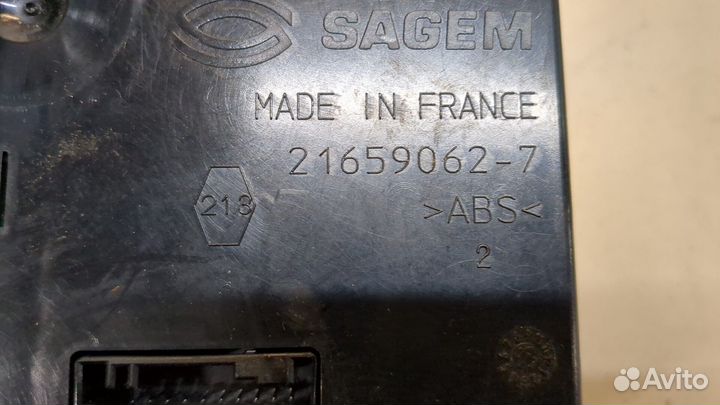 SAGEM
MADE IN FRANCE
21659062-7
213
>ABS<
2
Avito